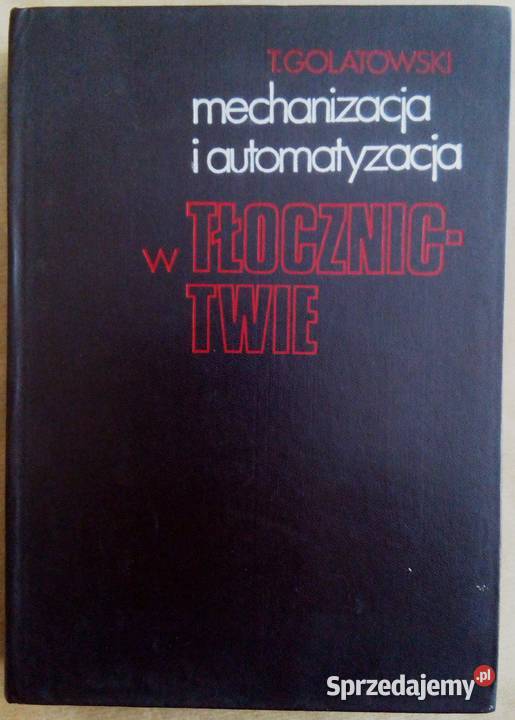 T. GOLATOWSKI
mechanizacja
i automatyzacja
w TŁOCZNIC-
TWIE
Sprzedajemy.pl